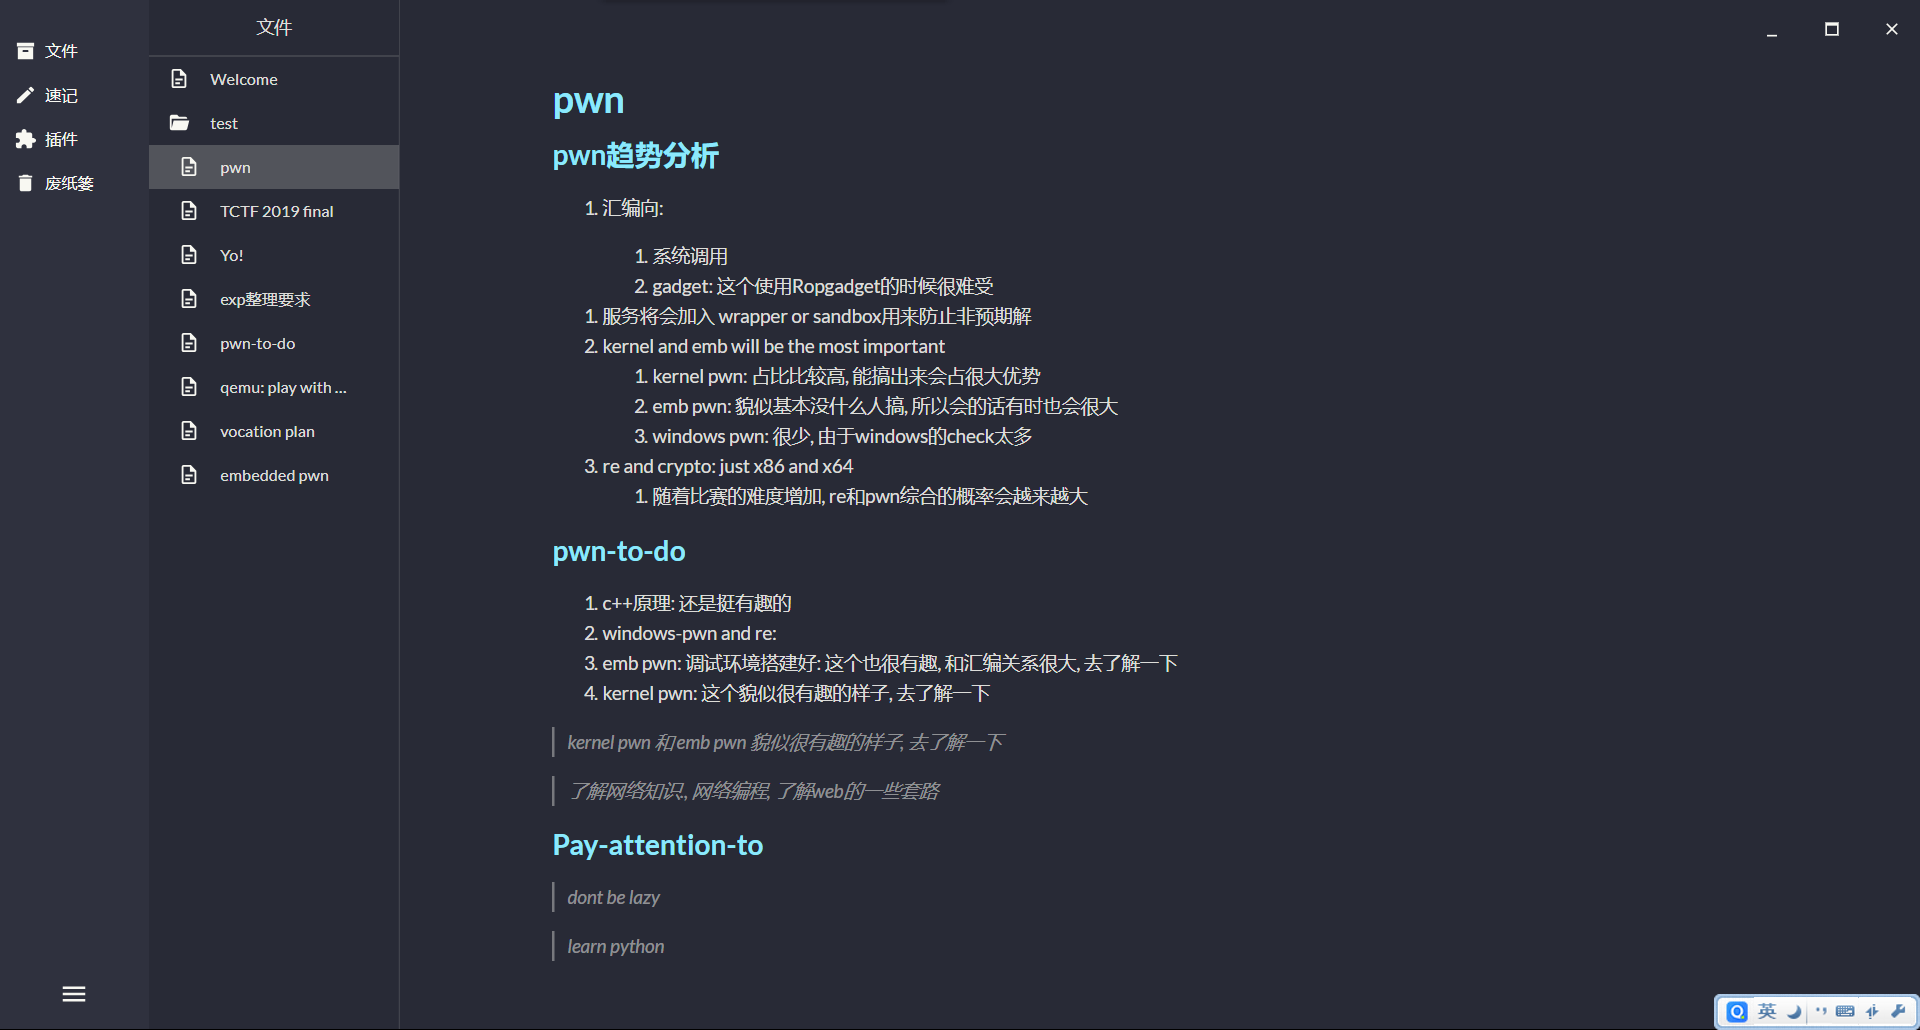 文件
速记
插件
废纸篓
文件
Welcome
test
pwn
TCTF 2019 final
Yo!
exp整理要求
pwn-to-do
qemu: play with ...
vocation plan
embedded pwn
pwn
pwn趋势分析
1. 汇编向:
1. 系统调用
2. gadget: 这个使用Ropgadget的时候很难受
1. 服务将会加入 wrapper or sandbox用来防止非预期解
2. kernel and emb will be the most important
1. kernel pwn: 占比比较高, 能搞出来会占很大优势
2. emb pwn: 貌似基本没什么人搞, 所以会的话有时也会很大
3. windows pwn: 很少, 由于windows的check太多
3. re and crypto: just x86 and x64
1. 随着比赛的难度增加, re和pwn综合的概率会越来越大
pwn-to-do
1. c++原理: 还是挺有趣的
2. windows-pwn and re:
3. emb pwn: 调试环境搭建好: 这个也很有趣, 和汇编关系很大, 去了解一下
4. kernel pwn: 这个貌似很有趣的样子, 去了解一下
kernel pwn 和emb pwn 貌似很有趣的样子, 去了解一下
了解网络知识., 网络编程, 了解web的一些套路
Pay-attention-to
dont be lazy
learn python
英